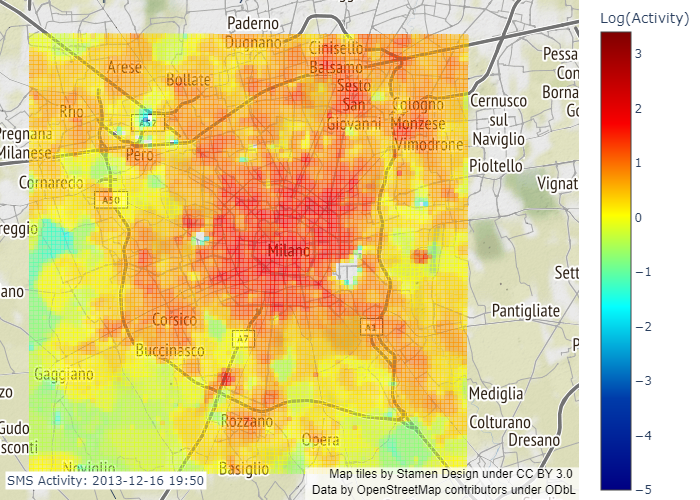 Log(Activity)
3
2
1
0
−1
−2
−3
−4
−5
Paderno
Dugnano
Cinisello
Balsamo
Arese
Bollate
Sesto
San
Giovanni
Rho
A52
Cologno
Monzese
Cernusco
sul
Naviglio
Pessa
Con
Borna
Go
Pregnana
Milanese
Pero
Vimodrone
Pioltello
Cornaredo
A50
Vignat
reggio
Milano
Sett
ano
Corsico
A7
A1
Pantigliate
Buccinasco
P
Gaggiano
zo
Mediglia
Rozzano
Colturano
Gudo
sconti
Opera
Dresano
Noviglio
Basiglio
SMS Activity: 2013-12-16 19:50
Map tiles by Stamen Design under CC BY 3.0
Data by OpenStreetMap contributors under ODbL